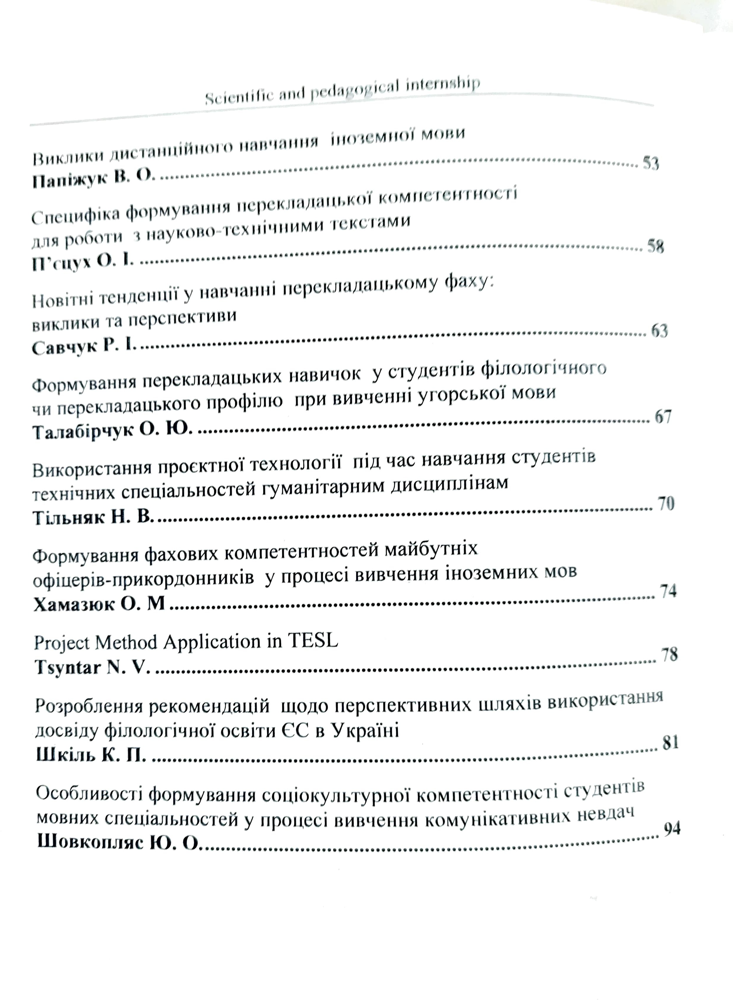 Scientific and pedagogical internship
Виклики дистанційного навчання іноземної мови
Папіжук В. О. ........................................................................ 53
Специфіка формування перекладацької компетентності
для роботи з науково-технічними текстами
П’єцух О. І. ........................................................................ 58
Новітні тенденції у навчанні перекладацькому фаху:
виклики та перспективи
Савчук Р. І. ........................................................................ 63
Формування перекладацьких навичок у студентів філологічного
чи перекладацького профілю при вивченні угорської мови
Талабірчук О. Ю. ........................................................................ 67
Використання проєктної технології під час навчання студентів
технічних спеціальностей гуманітарним дисциплінам
Тільняк Н. В. ........................................................................ 70
Формування фахових компетентностей майбутніх
офіцерів-прикордонників у процесі вивчення іноземних мов
Хамазюк О. М ........................................................................ 74
Project Method Application in TESL
Tsyntar N. V. ........................................................................ 78
Розроблення рекомендацій щодо перспективних шляхів використання
досвіду філологічної освіти ЄС в Україні
Шкіль К. П. ........................................................................ 81
Особливості формування соціокультурної компетентності студентів
мовних спеціальностей у процесі вивчення комунікативних невдач
Шовкопляс Ю. О. ........................................................................ 94